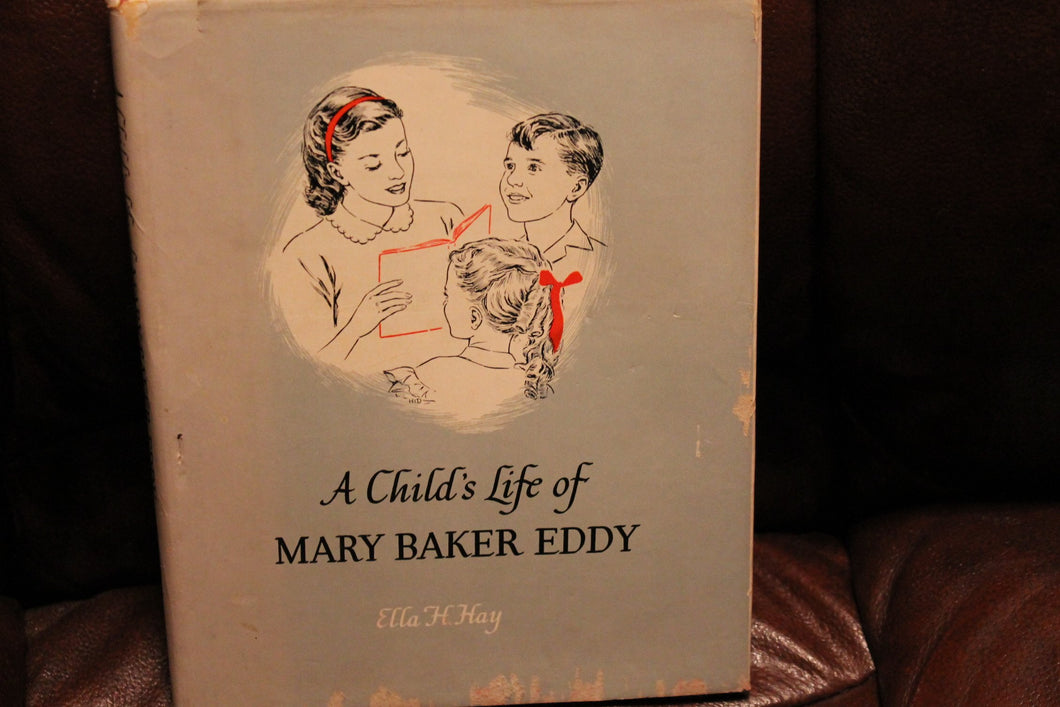 A Child's Life of
MARY BAKER EDDY
Ella H. Hay